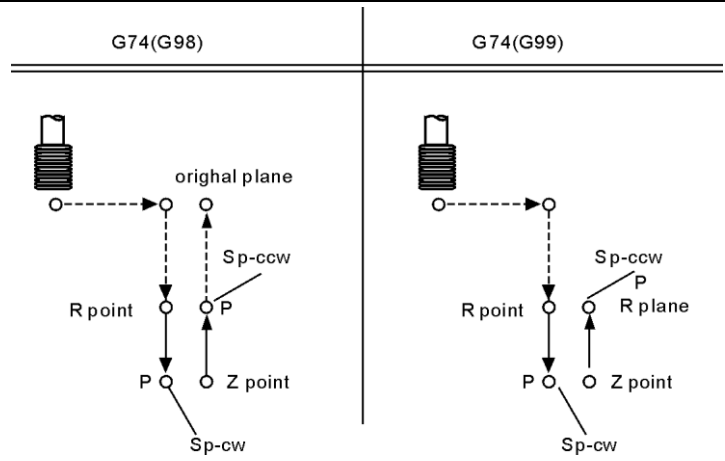 G74(G98)
G74(G99)
orighal plane
Sp-ccw
R point
P
P
Z point
Sp-cw
Sp-ccw
P
R point
R plane
P
Z point
Sp-cw